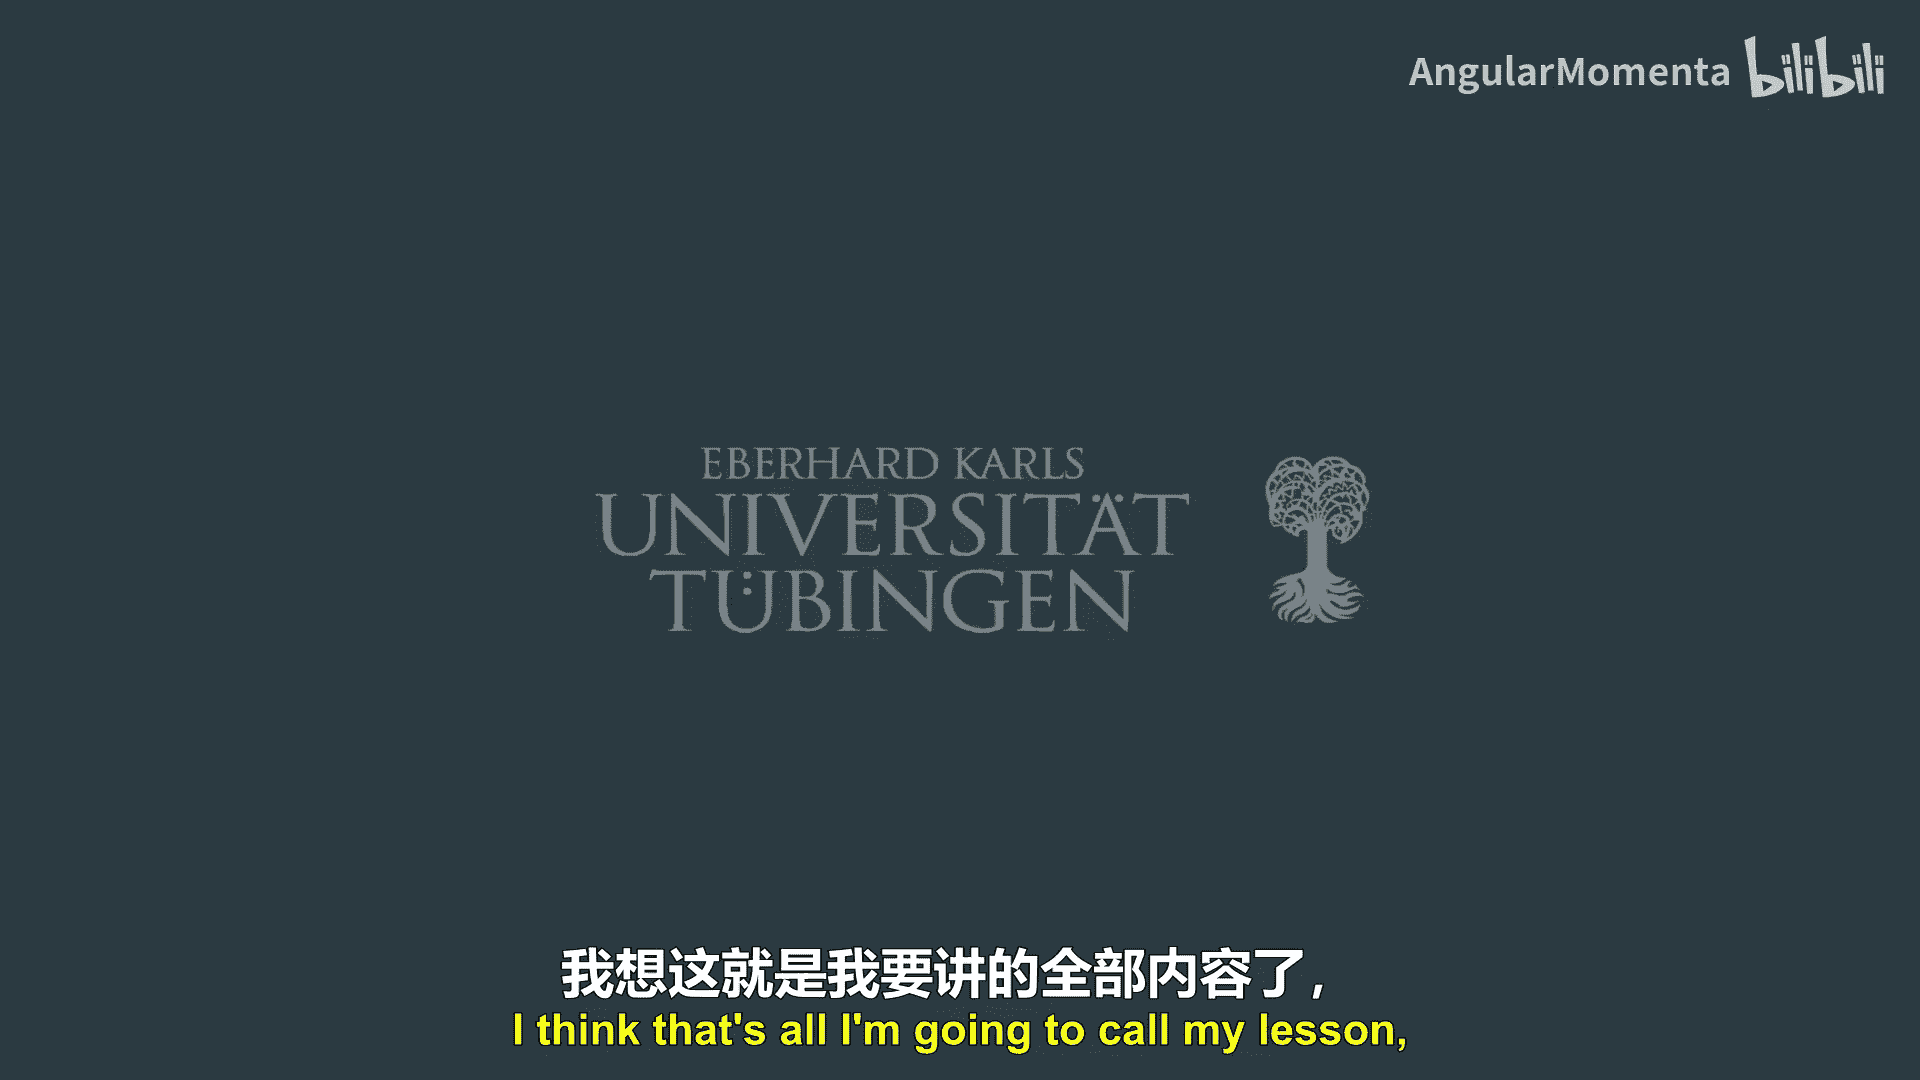 AngularMomenta bilibili
EBERHARD KARLS
UNIVERSITÄT
TÜBINGEN
我想这就是我要讲的全部内容了,
I think that's all I'm going to call my lesson,